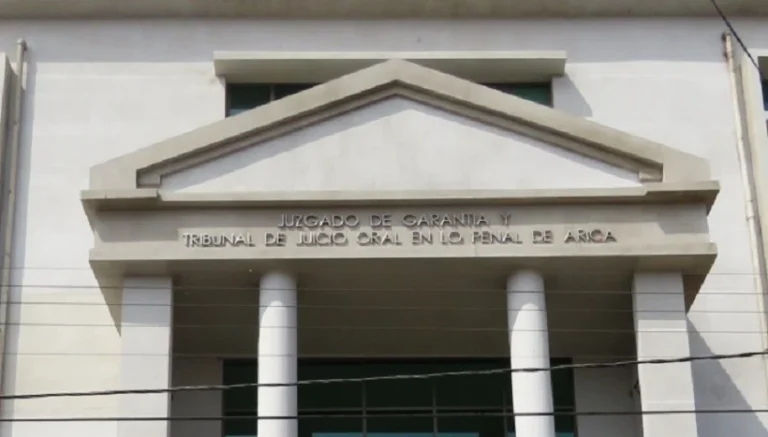 JUZGADO DE GARANTIA Y
TRIBUNAL DE JUICIO ORAL EN LO PENAL DE ARICA